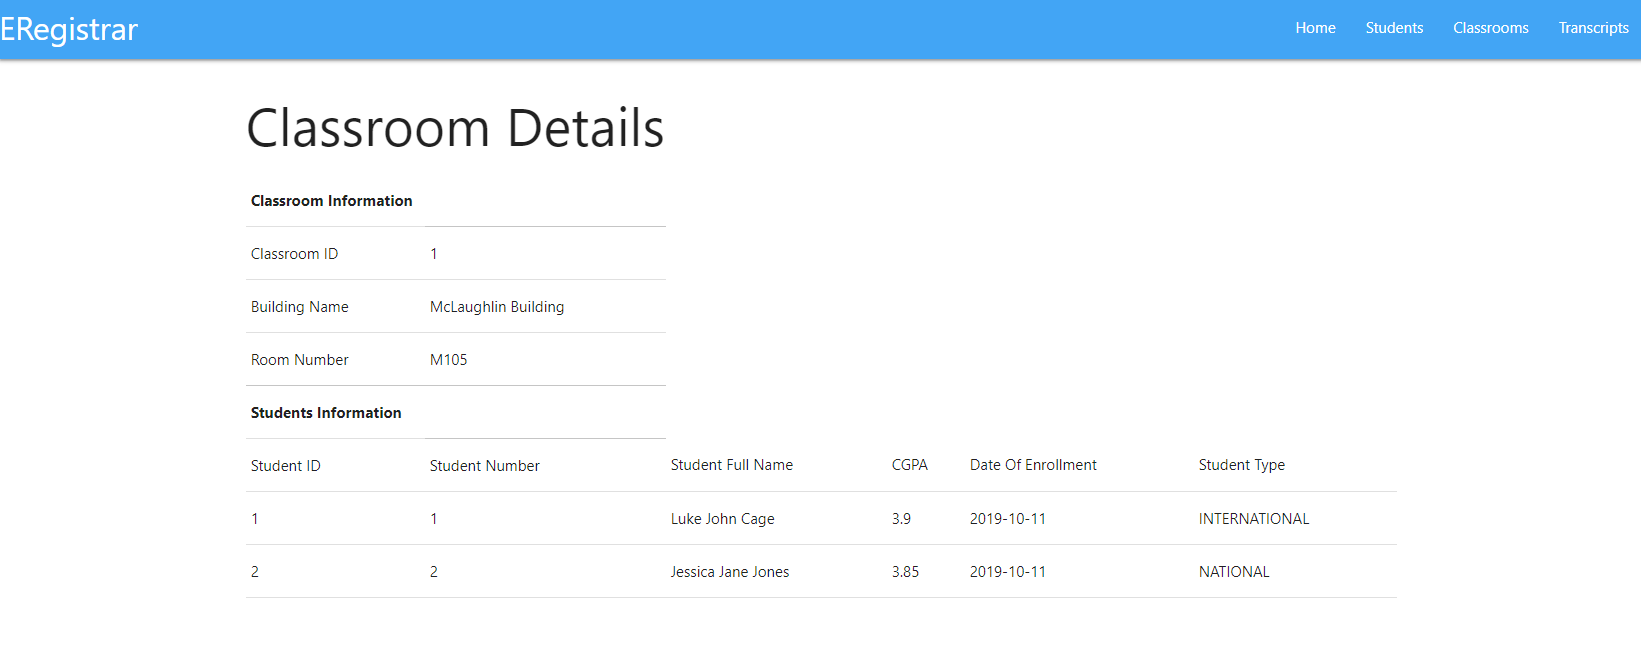 ERegistrar Home Students Classrooms Transcripts
Classroom Details
Classroom Information
Classroom ID 1
Building Name McLaughlin Building
Room Number M105
Students Information
Student ID Student Number Student Full Name CGPA Date Of Enrollment Student Type
1 1 Luke John Cage 3.9 2019-10-11 INTERNATIONAL
2 2 Jessica Jane Jones 3.85 2019-10-11 NATIONAL